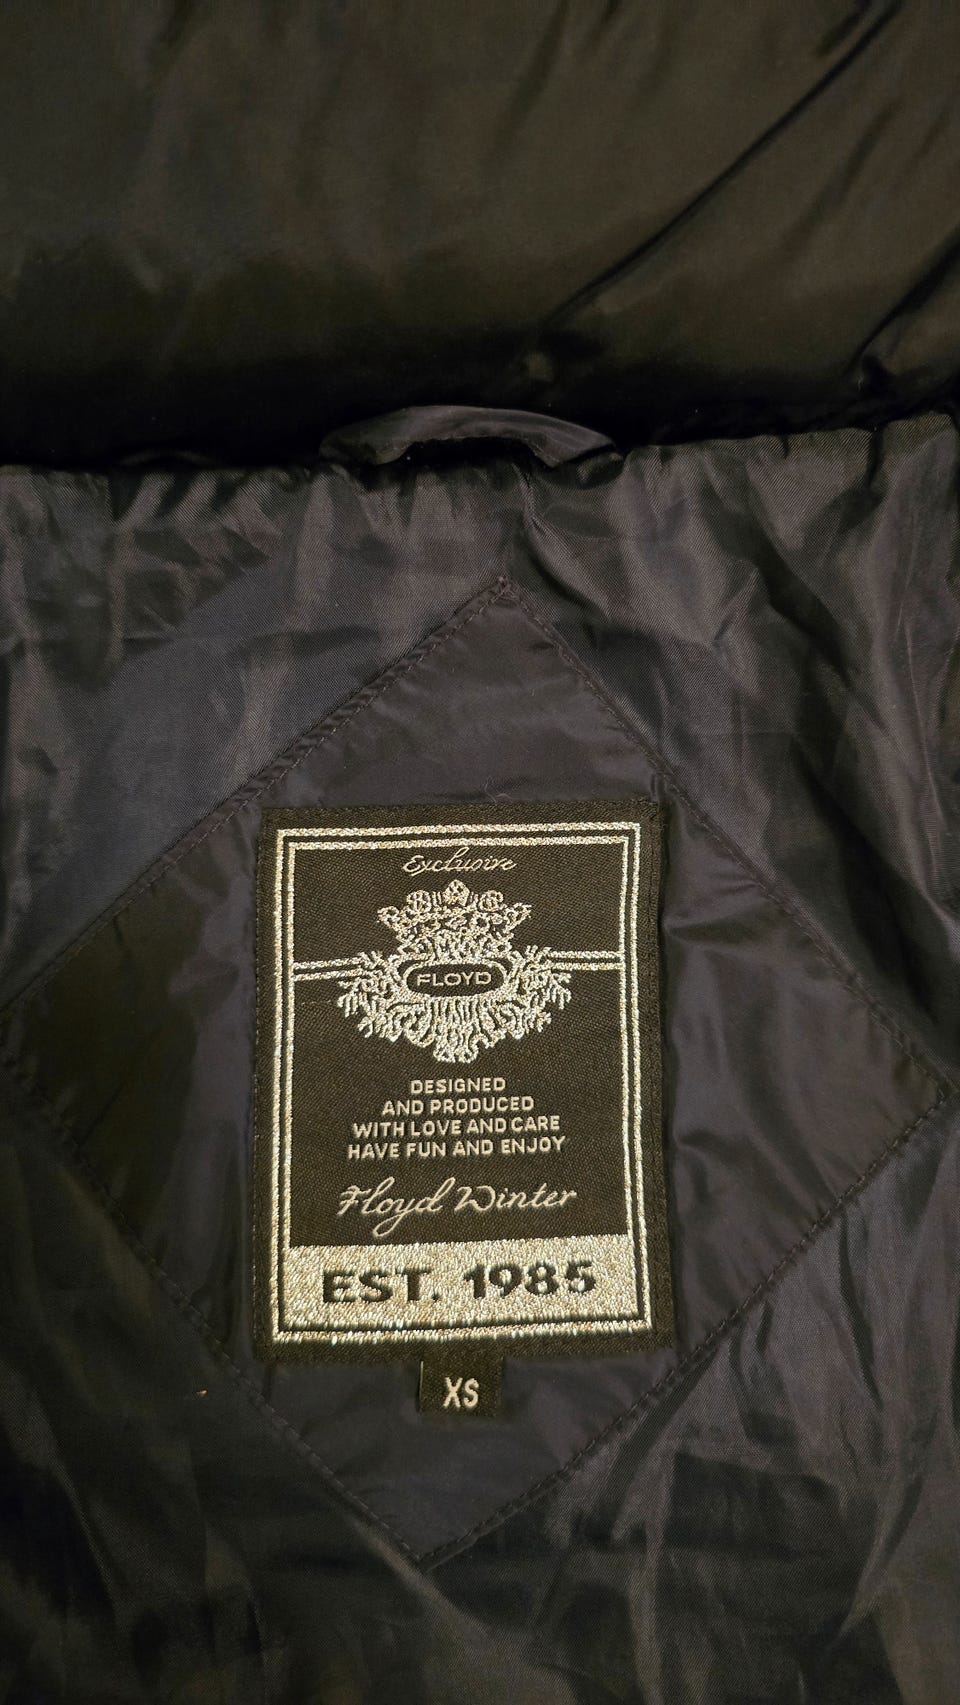 Exclusive
FLOYD
DESIGNED
AND PRODUCED
WITH LOVE AND CARE
HAVE FUN AND ENJOY
Floyd Winter
EST. 1985
XS